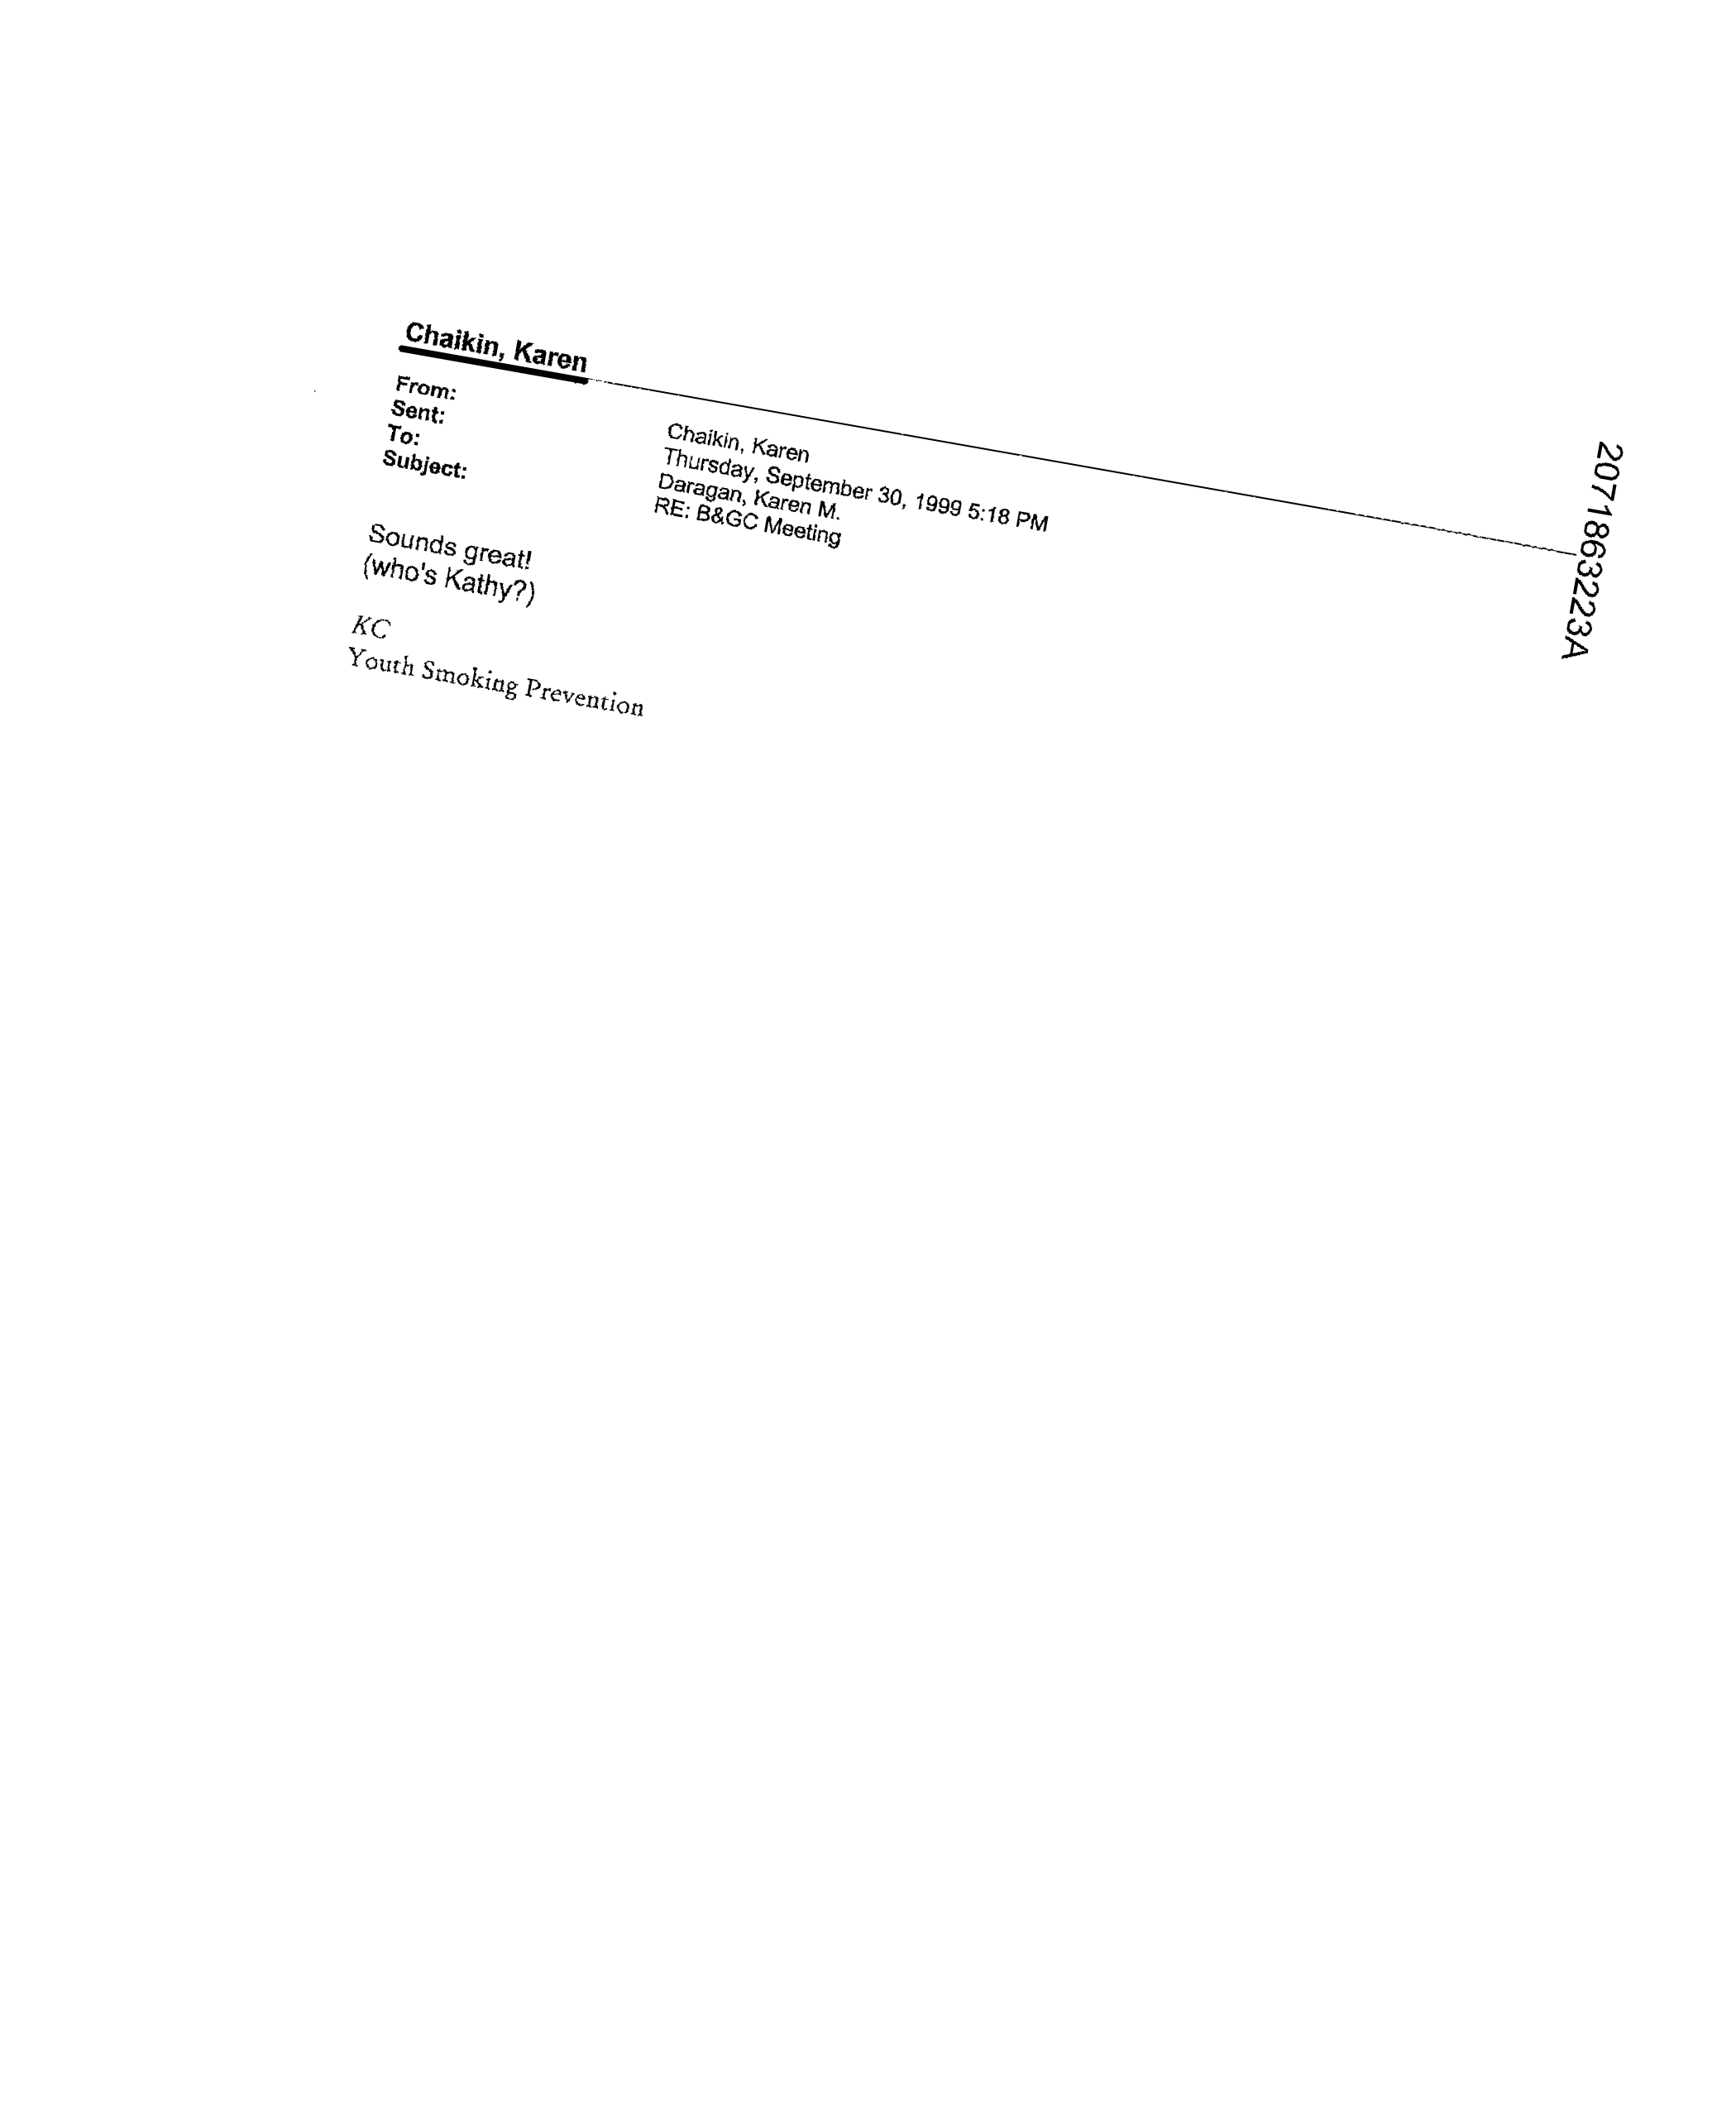 Chaikin, Karen
From: Chaikin, Karen
Sent: Thursday, September 30, 1999 5:18 PM
To: Daragan, Karen M.
Subject: RE: B&GC Meeting
Sounds great!
(who's Kathy?)
KC
Youth Smoking Prevention
2071863223A